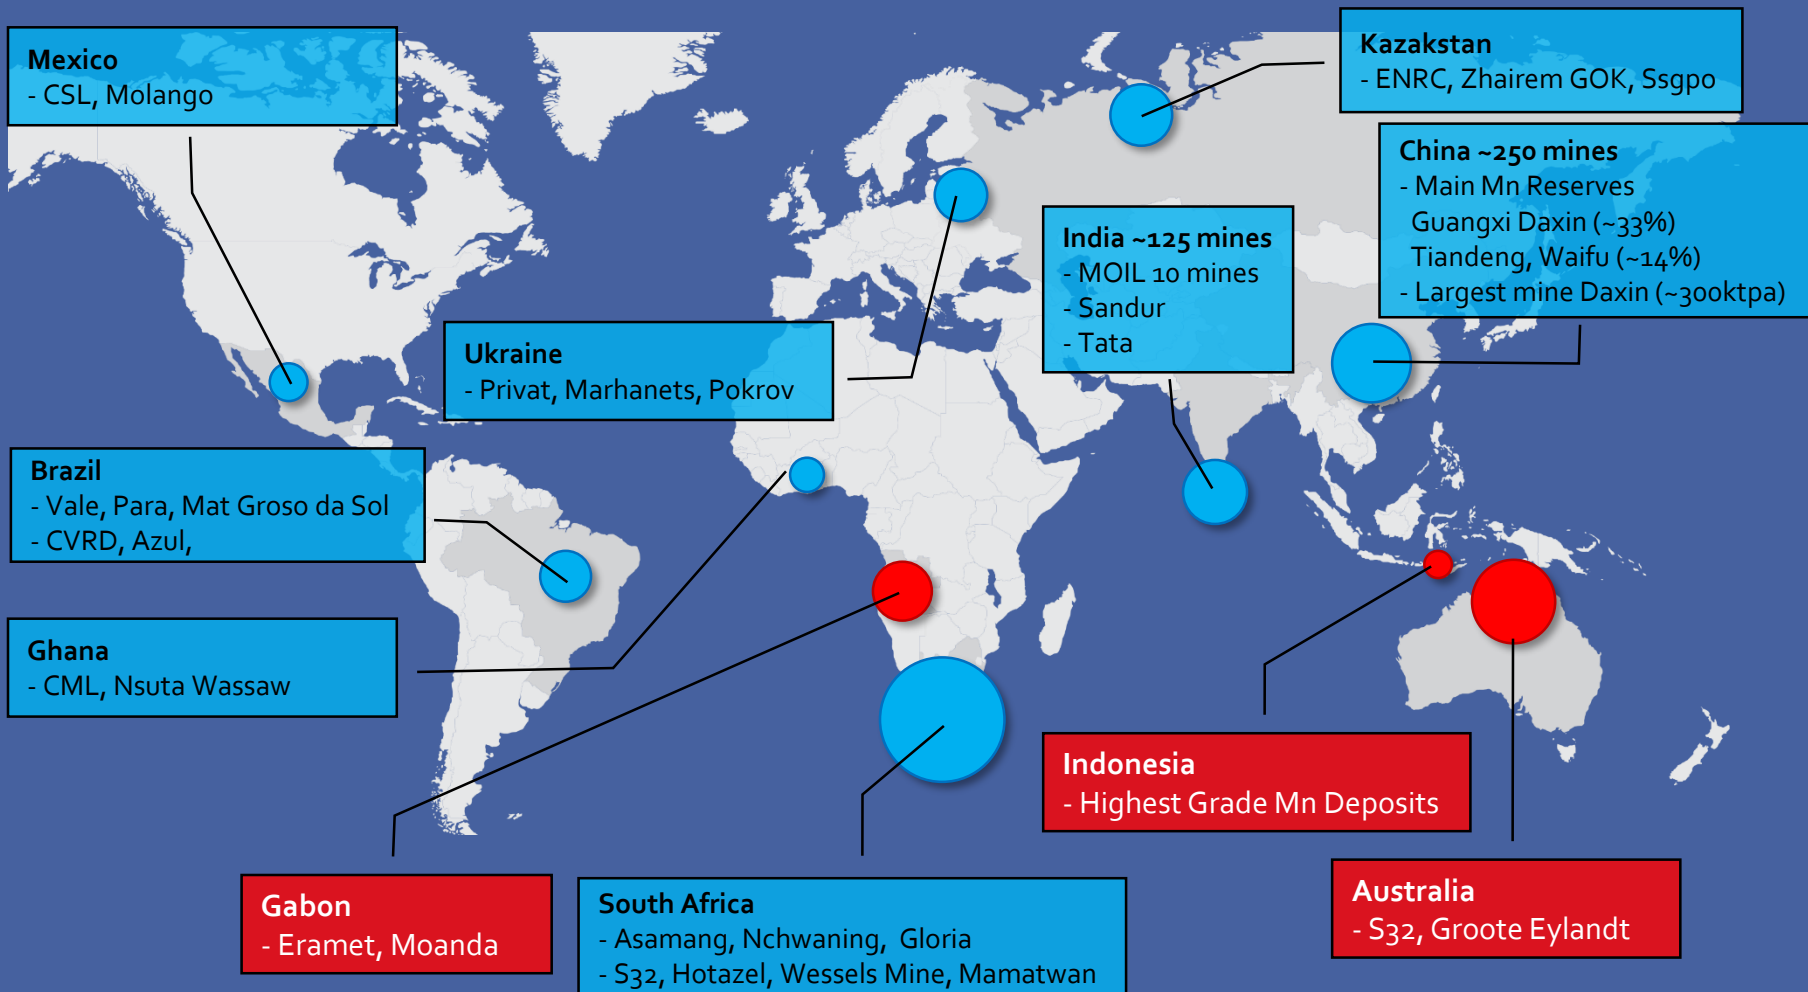 Mexico
- CSL, Molango
Kazakstan
- ENRC, Zhairem GOK, Ssgpo
China ~250 mines
- Main Mn Reserves
Guangxi Daxin (~33%)
Tiandeng, Waifu (~14%)
- Largest mine Daxin (~300ktpa)
India ~125 mines
- MOIL 10 mines
- Sandur
- Tata
Ukraine
- Privat, Marhanets, Pokrov
Brazil
- Vale, Para, Mat Groso da Sol
- CVRD, Azul,
Ghana
- CML, Nsuta Wassaw
Indonesia
- Highest Grade Mn Deposits
Gabon
- Eramet, Moanda
South Africa
- Asamang, Nchwaning, Gloria
- S32, Hotazel, Wessels Mine, Mamatwan
Australia
- S32, Groote Eylandt